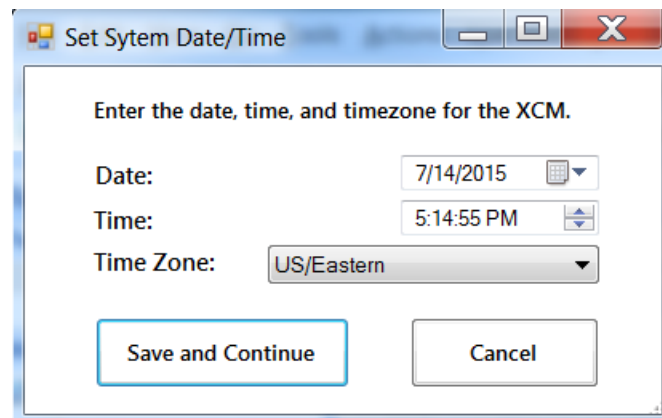 Set Sytem Date/Time
Enter the date, time, and timezone for the XCM.
Date: 7/14/2015
Time: 5:14:55 PM
Time Zone: US/Eastern
Save and Continue Cancel